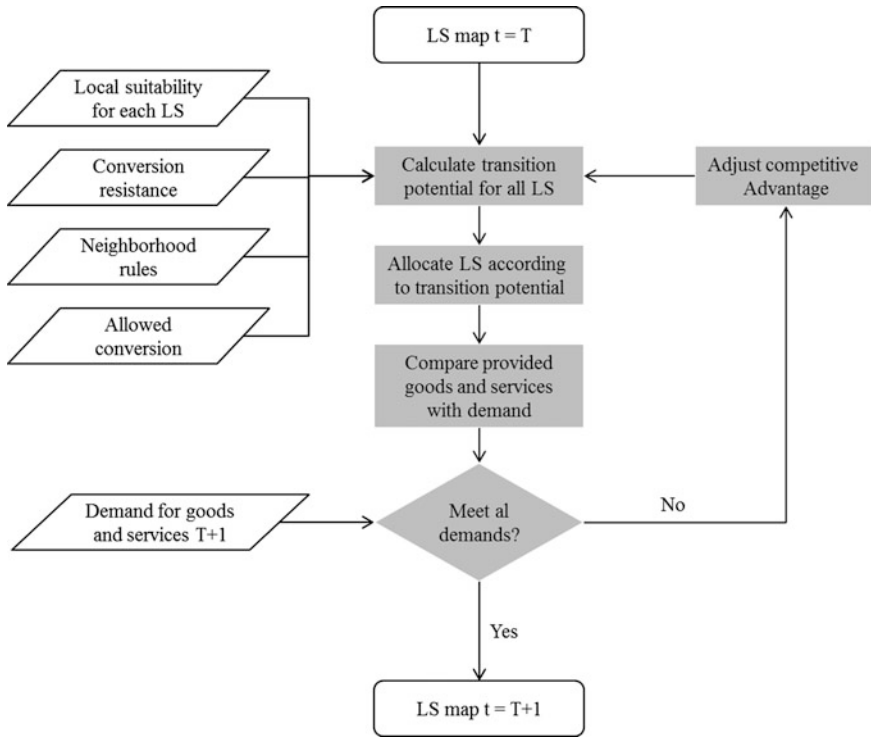 LS map t = T
Local suitability
for each LS
Conversion
resistance
Neighborhood
rules
Allowed
conversion
Calculate transition
potential for all LS
Adjust competitive
Advantage
Allocate LS according
to transition potential
Compare provided
goods and services
with demand
Demand for goods
and services T+1
Meet al
demands?
No
Yes
LS map t = T+1